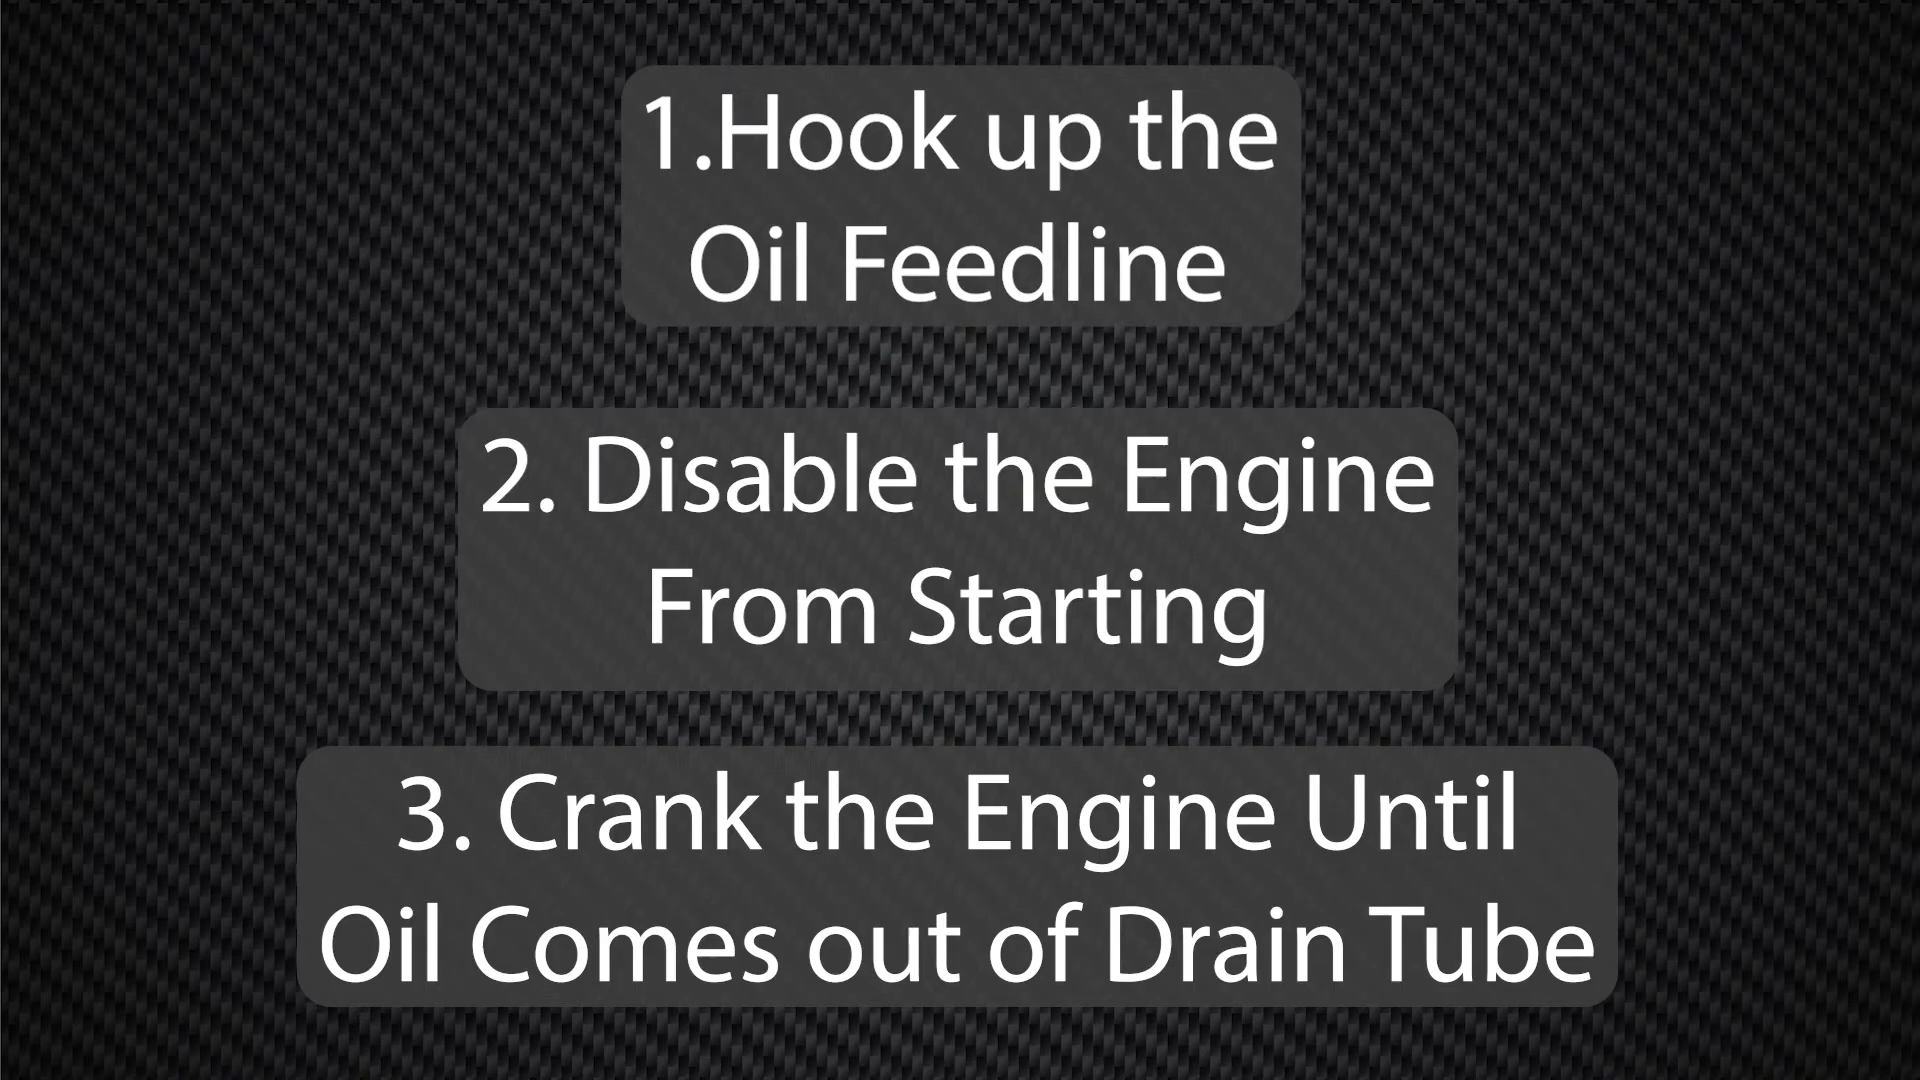 1.Hook up the
Oil Feedline
2. Disable the Engine
From Starting
3. Crank the Engine Until
Oil Comes out of Drain Tube